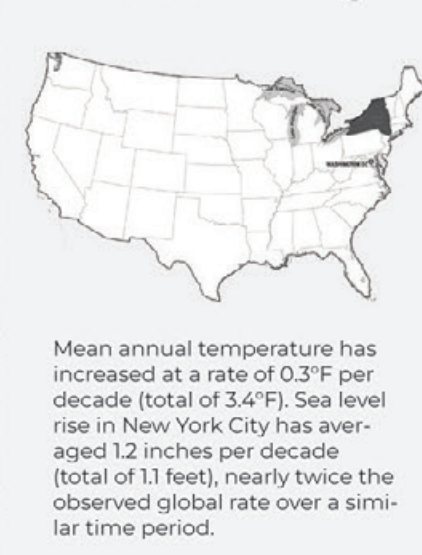 WASHINGTON D.C.
Mean annual temperature has
increased at a rate of 0.3°F per
decade (total of 3.4°F). Sea level
rise in New York City has aver-
aged 1.2 inches per decade
(total of 1.1 feet), nearly twice the
observed global rate over a simi-
lar time period.